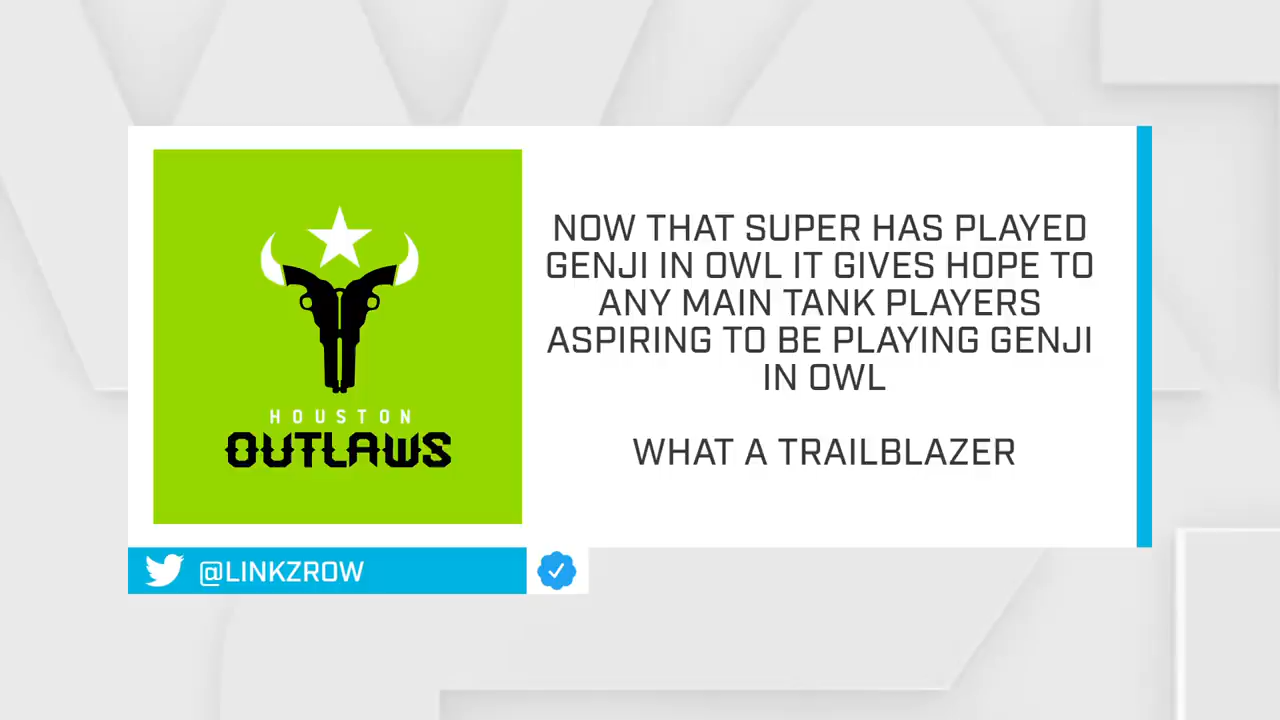 NOW THAT SUPER HAS PLAYED
GENJI IN OWL IT GIVES HOPE TO
ANY MAIN TANK PLAYERS
ASPIRING TO BE PLAYING GENJI
IN OWL
WHAT A TRAILBLAZER
HOUSTON
OUTLAWS
@LINKZROW